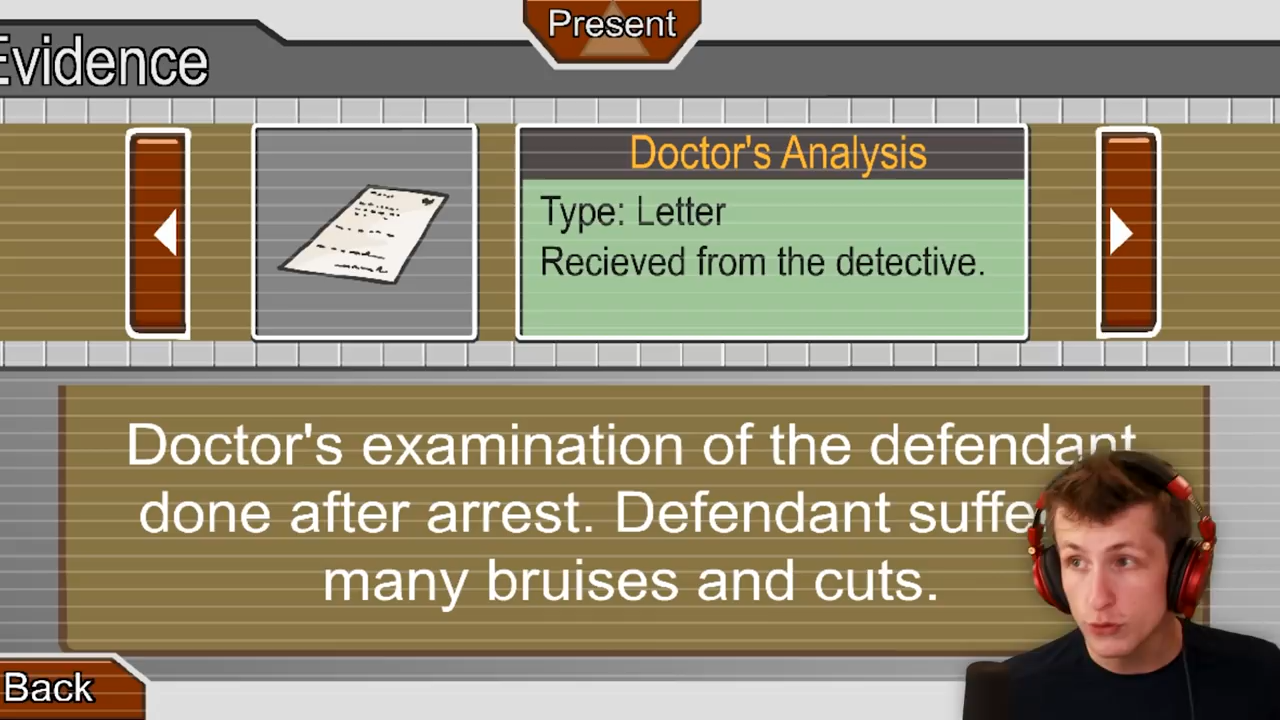 Present
Evidence
Doctor's Analysis
Type: Letter
Recieved from the detective.
Doctor's examination of the defendant
done after arrest. Defendant
many bruises and cuts.
Back